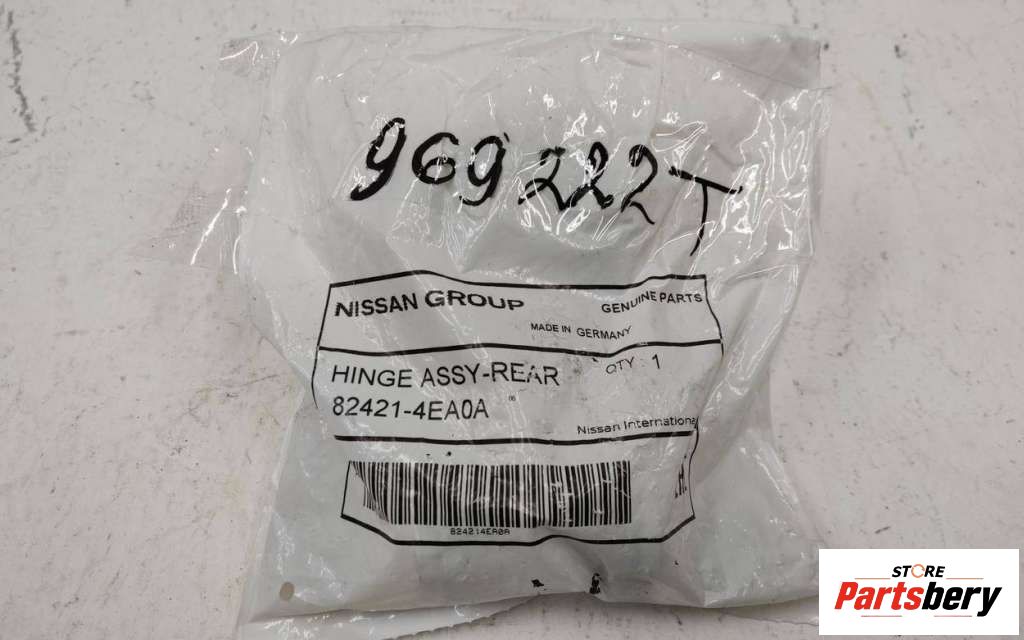 969222T
NISSAN GROUP
GENUINE PARTS
MADE IN GERMANY
HINGE ASSY-REAR
QTY : 1
82421-4EA0A
Nissan International
824214EA0A
STORE
Partsbery